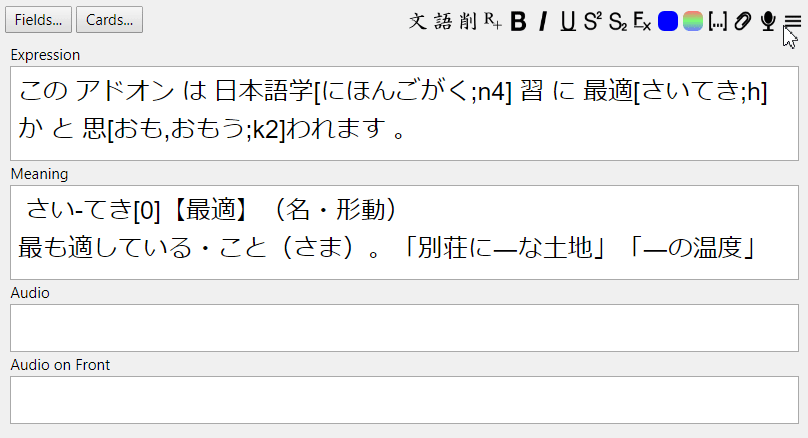 Fields... Cards... 文 語 削 R+ B I U S² S₂ Ex [...]
Expression
この アドオン は 日本語学[にほんごがく;n4] 習 に 最適[さいてき;h]
か と 思[おも,おもう;k2]われます 。
Meaning
さい-てき[0]【最適】（名・形動）
最も適している・こと（さま）。「別荘に―な土地」「―の温度」
Audio
Audio on Front